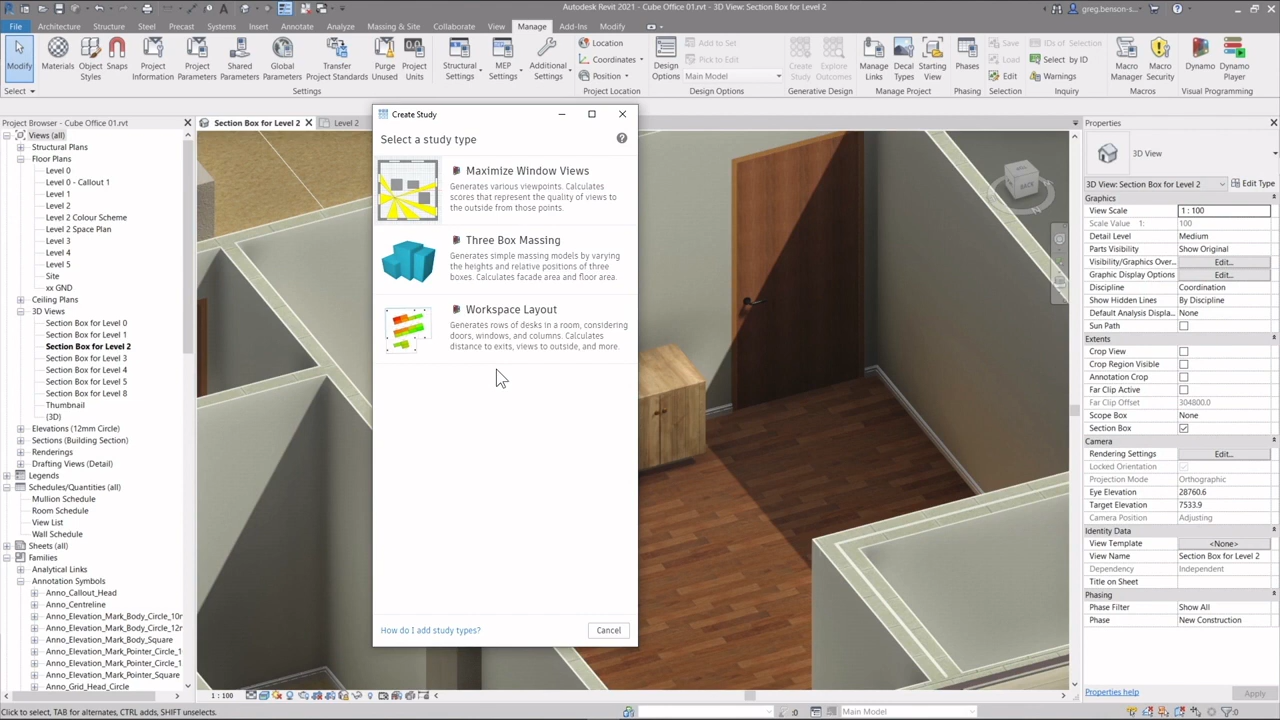 Autodesk Revit 2021 - Cube Office 01.rvt - 3D View: Section Box for Level 2
greg.benson-s...
File Architecture Structure Steel Precast Systems Insert Annotate Analyze Massing & Site Collaborate View Manage Add-Ins Modify
Modify
Materials
Object Styles
Snaps
Project Information
Project Parameters
Shared Parameters
Global Parameters
Transfer Project Standards
Purge Unused
Project Units
Structural Settings
MEP Settings
Additional Settings
Location
Coordinates
Position
Design Options
Add to Set
Pick to Edit
Main Model
Create Study
Explore Outcomes
Manage Links
Decal Types
Starting View
Phases
Save
Load
Edit
IDs of Selection
Select by ID
Warnings
Macro Manager
Macro Security
Dynamo
Dynamo Player
Select
Settings
Project Location
Design Options
Generative Design
Manage Project
Phasing
Selection
Inquiry
Macros
Visual Programming
Project Browser - Cube Office 01.rvt
Views (all)
Structural Plans
Floor Plans
Level 0
Level 0 - Callout 1
Level 1
Level 2
Level 2 Colour Scheme
Level 2 Space Plan
Level 3
Level 4
Level 5
Site
xx GND
Ceiling Plans
3D Views
Section Box for Level 0
Section Box for Level 1
Section Box for Level 2
Section Box for Level 3
Section Box for Level 4
Section Box for Level 5
Section Box for Level 8
Thumbnail
{3D}
Elevations (12mm Circle)
Sections (Building Section)
Renderings
Drafting Views (Detail)
Legends
Schedules/Quantities (all)
Mullion Schedule
Room Schedule
View List
Wall Schedule
Sheets (all)
Families
Analytical Links
Annotation Symbols
Anno_Callout_Head
Anno_Centreline
Anno_Elevation_Mark_Body_Circle_10n
Anno_Elevation_Mark_Body_Circle_12n
Anno_Elevation_Mark_Body_Square
Anno_Elevation_Mark_Pointer_Circle_1
Anno_Elevation_Mark_Pointer_Circle_1
Anno_Elevation_Mark_Pointer_Square
Anno_Grid_Head_Circle
Section Box for Level 2
Level 2
Create Study
Select a study type
Maximize Window Views
Generates various viewpoints. Calculates
scores that represent the quality of views to
the outside from those points.
Three Box Massing
Generates simple massing models by varying
the heights and relative positions of three
boxes. Calculates facade area and floor area.
Workspace Layout
Generates rows of desks in a room, considering
doors, windows, and columns. Calculates
distance to exits, views to outside, and more.
How do I add study types?
Cancel
BACK
Properties
3D View
3D View: Section Box for Level 2
Edit Type
Graphics
View Scale 1 : 100
Scale Value 1: 100
Detail Level Medium
Parts Visibility Show Original
Visibility/Graphics Over... Edit...
Graphic Display Options Edit...
Discipline Coordination
Show Hidden Lines By Discipline
Default Analysis Displa... None
Sun Path
Extents
Crop View
Crop Region Visible
Annotation Crop
Far Clip Active
Far Clip Offset 304800.0
Scope Box None
Section Box
Camera
Rendering Settings Edit...
Locked Orientation
Projection Mode Orthographic
Eye Elevation 28760.6
Target Elevation 7533.9
Camera Position Adjusting
Identity Data
View Template <None>
View Name Section Box for Level 2
Dependency Independent
Title on Sheet
Phasing
Phase Filter Show All
Phase New Construction
Properties help
Apply
1 : 100
Click to select, TAB for alternates, CTRL adds, SHIFT unselects.
:0
Main Model
:0